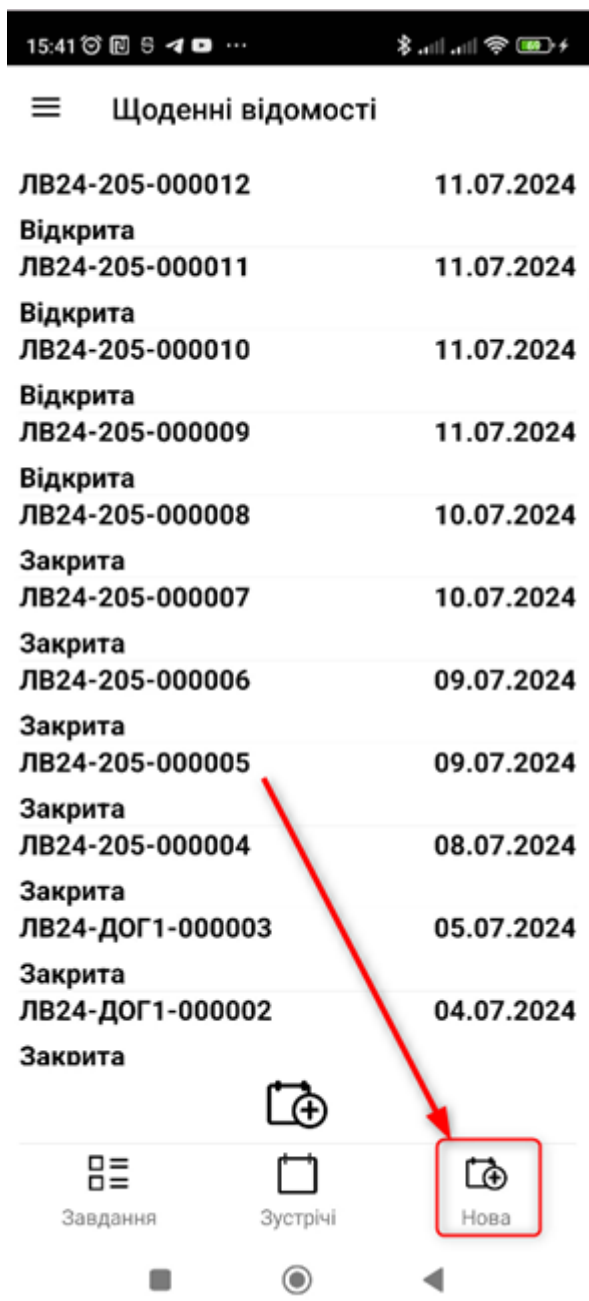 15:41
60
Щоденні відомості
ЛВ24-205-000012 11.07.2024
Відкрита
ЛВ24-205-000011 11.07.2024
Відкрита
ЛВ24-205-000010 11.07.2024
Відкрита
ЛВ24-205-000009 11.07.2024
Відкрита
ЛВ24-205-000008 10.07.2024
Закрита
ЛВ24-205-000007 10.07.2024
Закрита
ЛВ24-205-000006 09.07.2024
Закрита
ЛВ24-205-000005 09.07.2024
Закрита
ЛВ24-205-000004 08.07.2024
Закрита
ЛВ24-ДОГ1-000003 05.07.2024
Закрита
ЛВ24-ДОГ1-000002 04.07.2024
Закрита
Завдання Зустрічі Нова